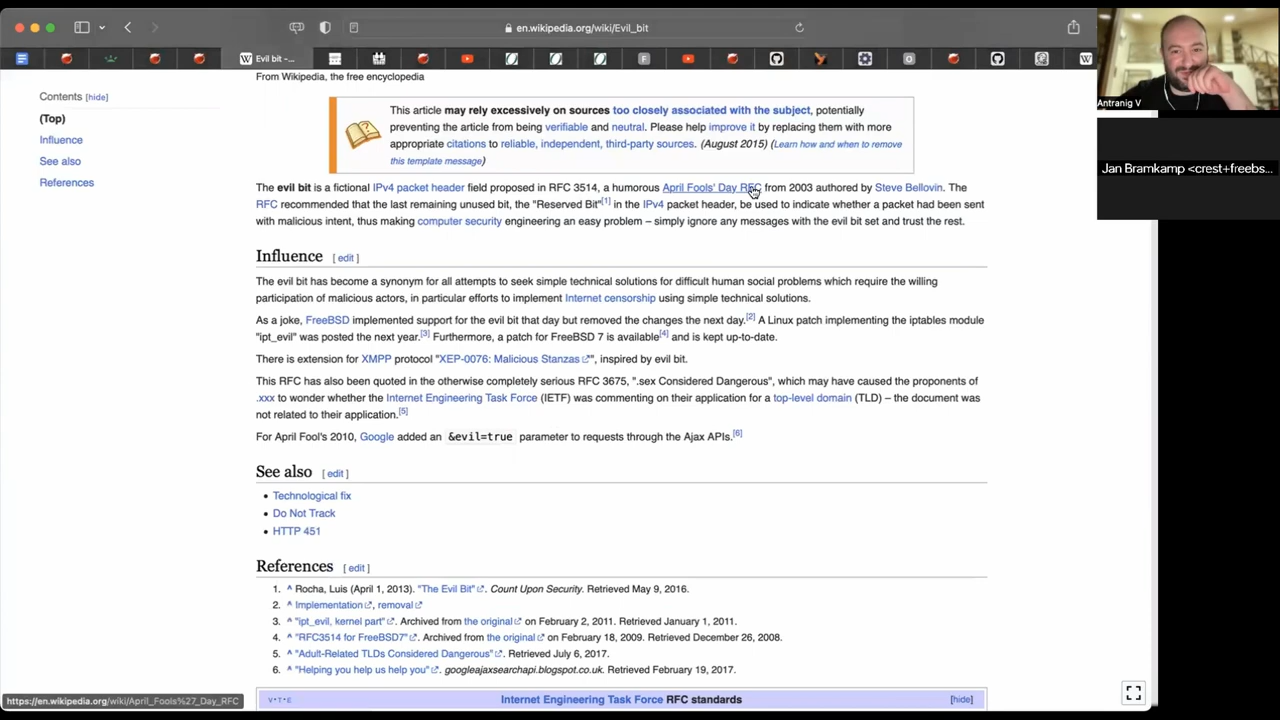 en.wikipedia.org/wiki/Evil_bit
Evil bit -...
Antranig V
Jan Bramkamp <crest+freebs...
From Wikipedia, the free encyclopedia
Contents [hide]
(Top)
Influence
See also
References
This article may rely excessively on sources too closely associated with the subject, potentially
preventing the article from being verifiable and neutral. Please help improve it by replacing them with more
appropriate citations to reliable, independent, third-party sources. (August 2015) (Learn how and when to remove
this template message)
The evil bit is a fictional IPv4 packet header field proposed in RFC 3514, a humorous April Fools' Day RFC from 2003 authored by Steve Bellovin. The
RFC recommended that the last remaining unused bit, the "Reserved Bit"[1] in the IPv4 packet header, be used to indicate whether a packet had been sent
with malicious intent, thus making computer security engineering an easy problem – simply ignore any messages with the evil bit set and trust the rest.
Influence [ edit ]
The evil bit has become a synonym for all attempts to seek simple technical solutions for difficult human social problems which require the willing
participation of malicious actors, in particular efforts to implement Internet censorship using simple technical solutions.
As a joke, FreeBSD implemented support for the evil bit that day but removed the changes the next day.[2] A Linux patch implementing the iptables module
"ipt_evil" was posted the next year.[3] Furthermore, a patch for FreeBSD 7 is available[4] and is kept up-to-date.
There is extension for XMPP protocol "XEP-0076: Malicious Stanzas", inspired by evil bit.
This RFC has also been quoted in the otherwise completely serious RFC 3675, ".sex Considered Dangerous", which may have caused the proponents of
.xxx to wonder whether the Internet Engineering Task Force (IETF) was commenting on their application for a top-level domain (TLD) – the document was
not related to their application.[5]
For April Fool's 2010, Google added an &evil=true parameter to requests through the Ajax APIs.[6]
See also [ edit ]
• Technological fix
• Do Not Track
• HTTP 451
References [ edit ]
1. ^ Rocha, Luis (April 1, 2013). "The Evil Bit". Count Upon Security. Retrieved May 9, 2016.
2. ^ Implementation, removal
3. ^ "ipt_evil, kernel part". Archived from the original on February 2, 2011. Retrieved January 1, 2011.
4. ^ "RFC3514 for FreeBSD7". Archived from the original on February 18, 2009. Retrieved December 26, 2008.
5. ^ "Adult-Related TLDs Considered Dangerous". Retrieved July 6, 2017.
6. ^ "Helping you help us help you". googleajaxsearchapi.blogspot.co.uk. Retrieved February 19, 2017.
V·T·E Internet Engineering Task Force RFC standards [hide]
https://en.wikipedia.org/wiki/April_Fools%27_Day_RFC